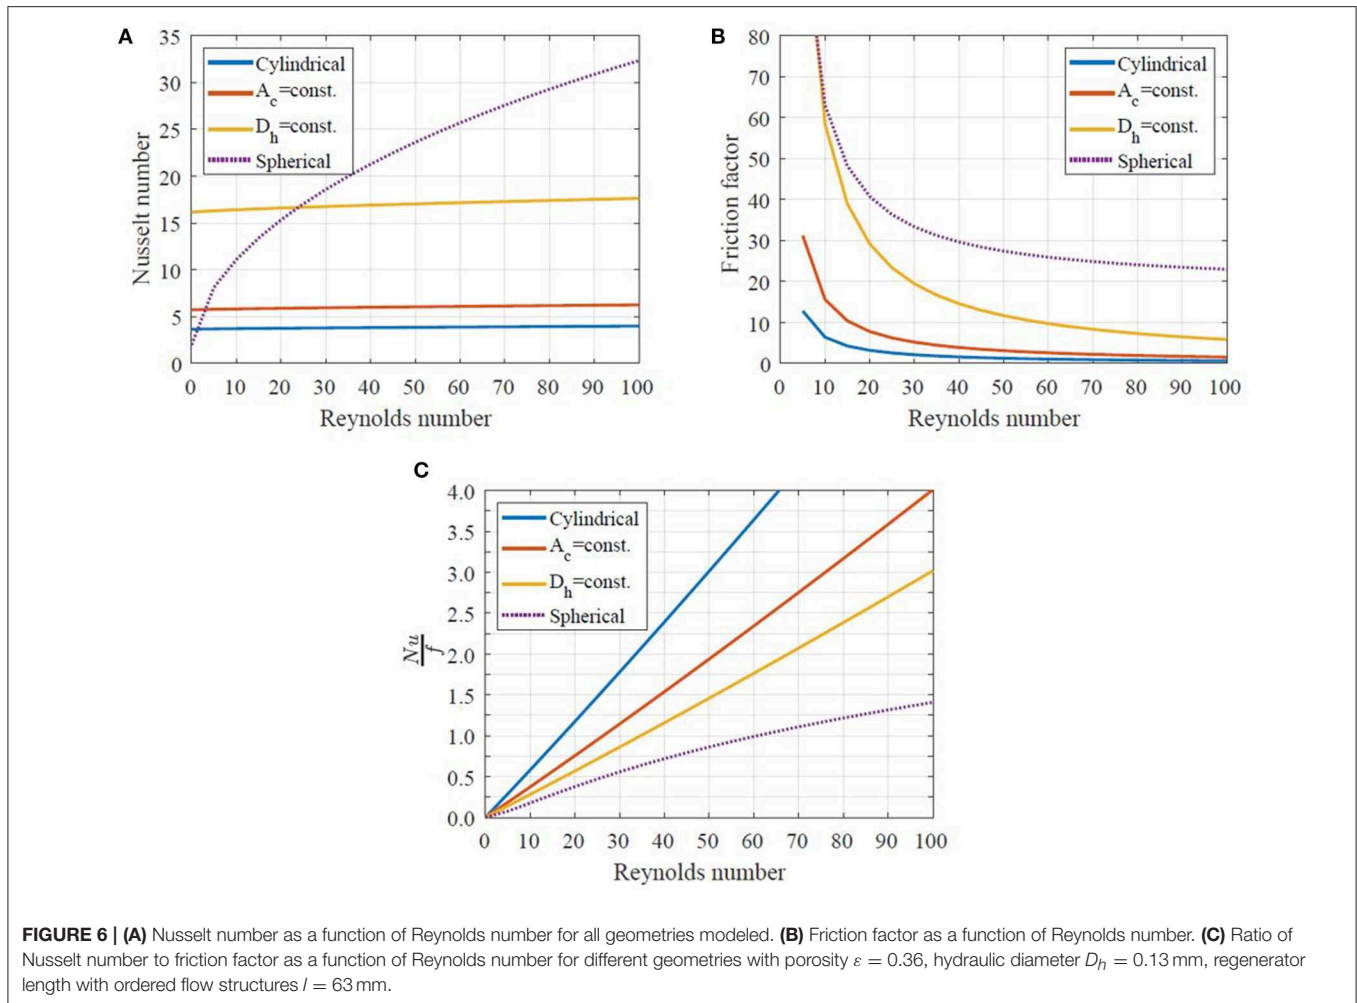 A
35
30
25
20
15
10
5
0
Nusselt number
Cylindrical
A_c=const.
D_h=const.
Spherical
0 10 20 30 40 50 60 70 80 90 100
Reynolds number
B
80
70
60
50
40
30
20
10
0
Friction factor
Cylindrical
A_c=const.
D_h=const.
Spherical
0 10 20 30 40 50 60 70 80 90 100
Reynolds number
C
4.0
3.5
3.0
2.5
2.0
1.5
1.0
0.5
0.0
Nu
f
Cylindrical
A_c=const.
D_h=const.
Spherical
0 10 20 30 40 50 60 70 80 90 100
Reynolds number
FIGURE 6 | (A) Nusselt number as a function of Reynolds number for all geometries modeled. (B) Friction factor as a function of Reynolds number. (C) Ratio of
Nusselt number to friction factor as a function of Reynolds number for different geometries with porosity ε = 0.36, hydraulic diameter D_h = 0.13 mm, regenerator
length with ordered flow structures l = 63 mm.